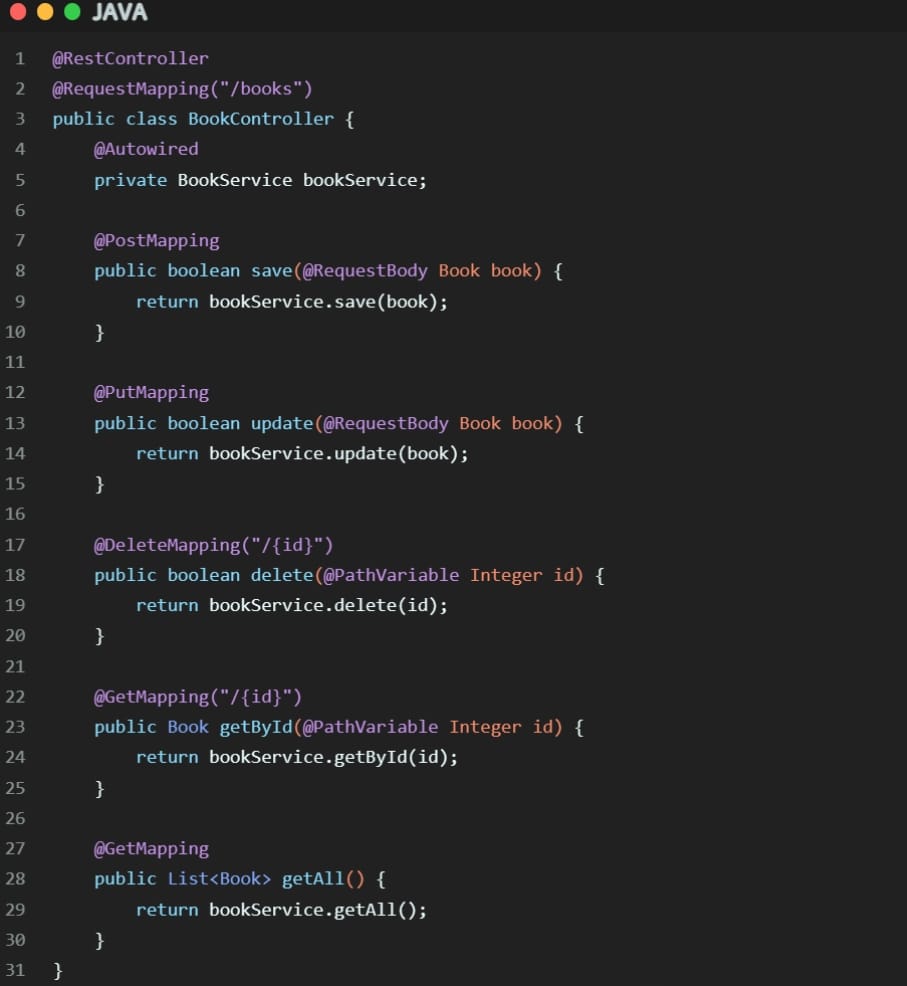 JAVA
1 @RestController
2 @RequestMapping("/books")
3 public class BookController {
4     @Autowired
5     private BookService bookService;
6
7     @PostMapping
8     public boolean save(@RequestBody Book book) {
9         return bookService.save(book);
10     }
11
12     @PutMapping
13     public boolean update(@RequestBody Book book) {
14         return bookService.update(book);
15     }
16
17     @DeleteMapping("/{id}")
18     public boolean delete(@PathVariable Integer id) {
19         return bookService.delete(id);
20     }
21
22     @GetMapping("/{id}")
23     public Book getById(@PathVariable Integer id) {
24         return bookService.getById(id);
25     }
26
27     @GetMapping
28     public List<Book> getAll() {
29         return bookService.getAll();
30     }
31 }